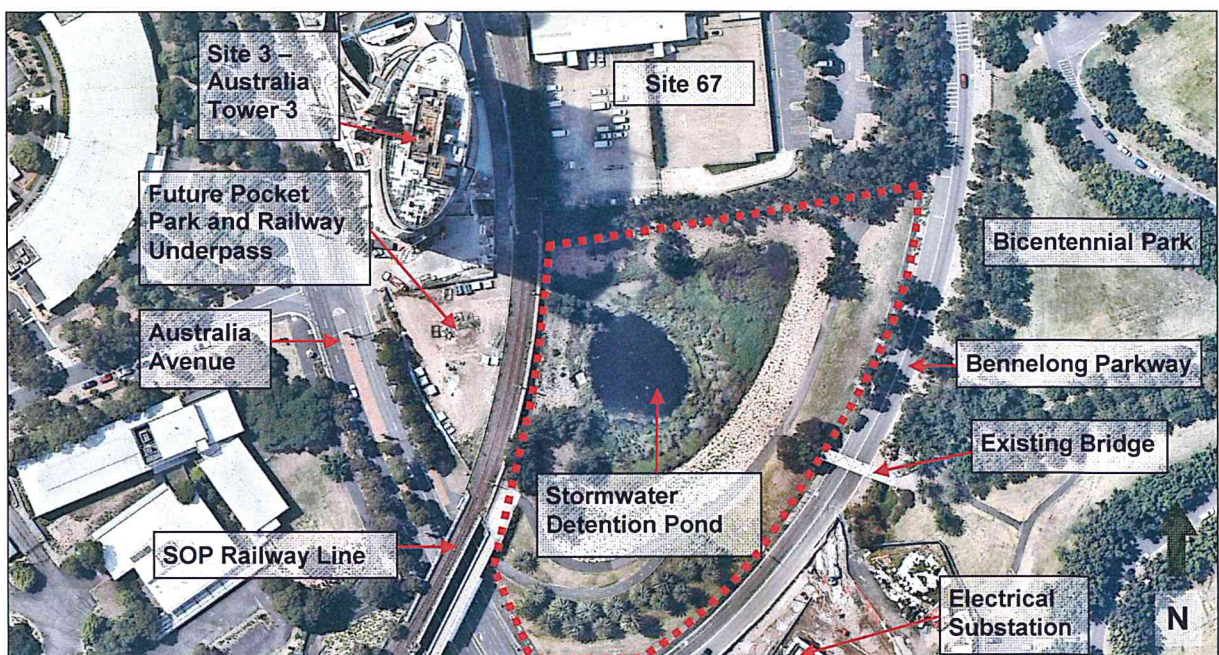 Site 3 –
Australia
Tower 3
Site 67
Future Pocket
Park and Railway
Underpass
Bicentennial Park
Australia
Avenue
Bennelong Parkway
Existing Bridge
Stormwater
Detention Pond
SOP Railway Line
Electrical
Substation
N